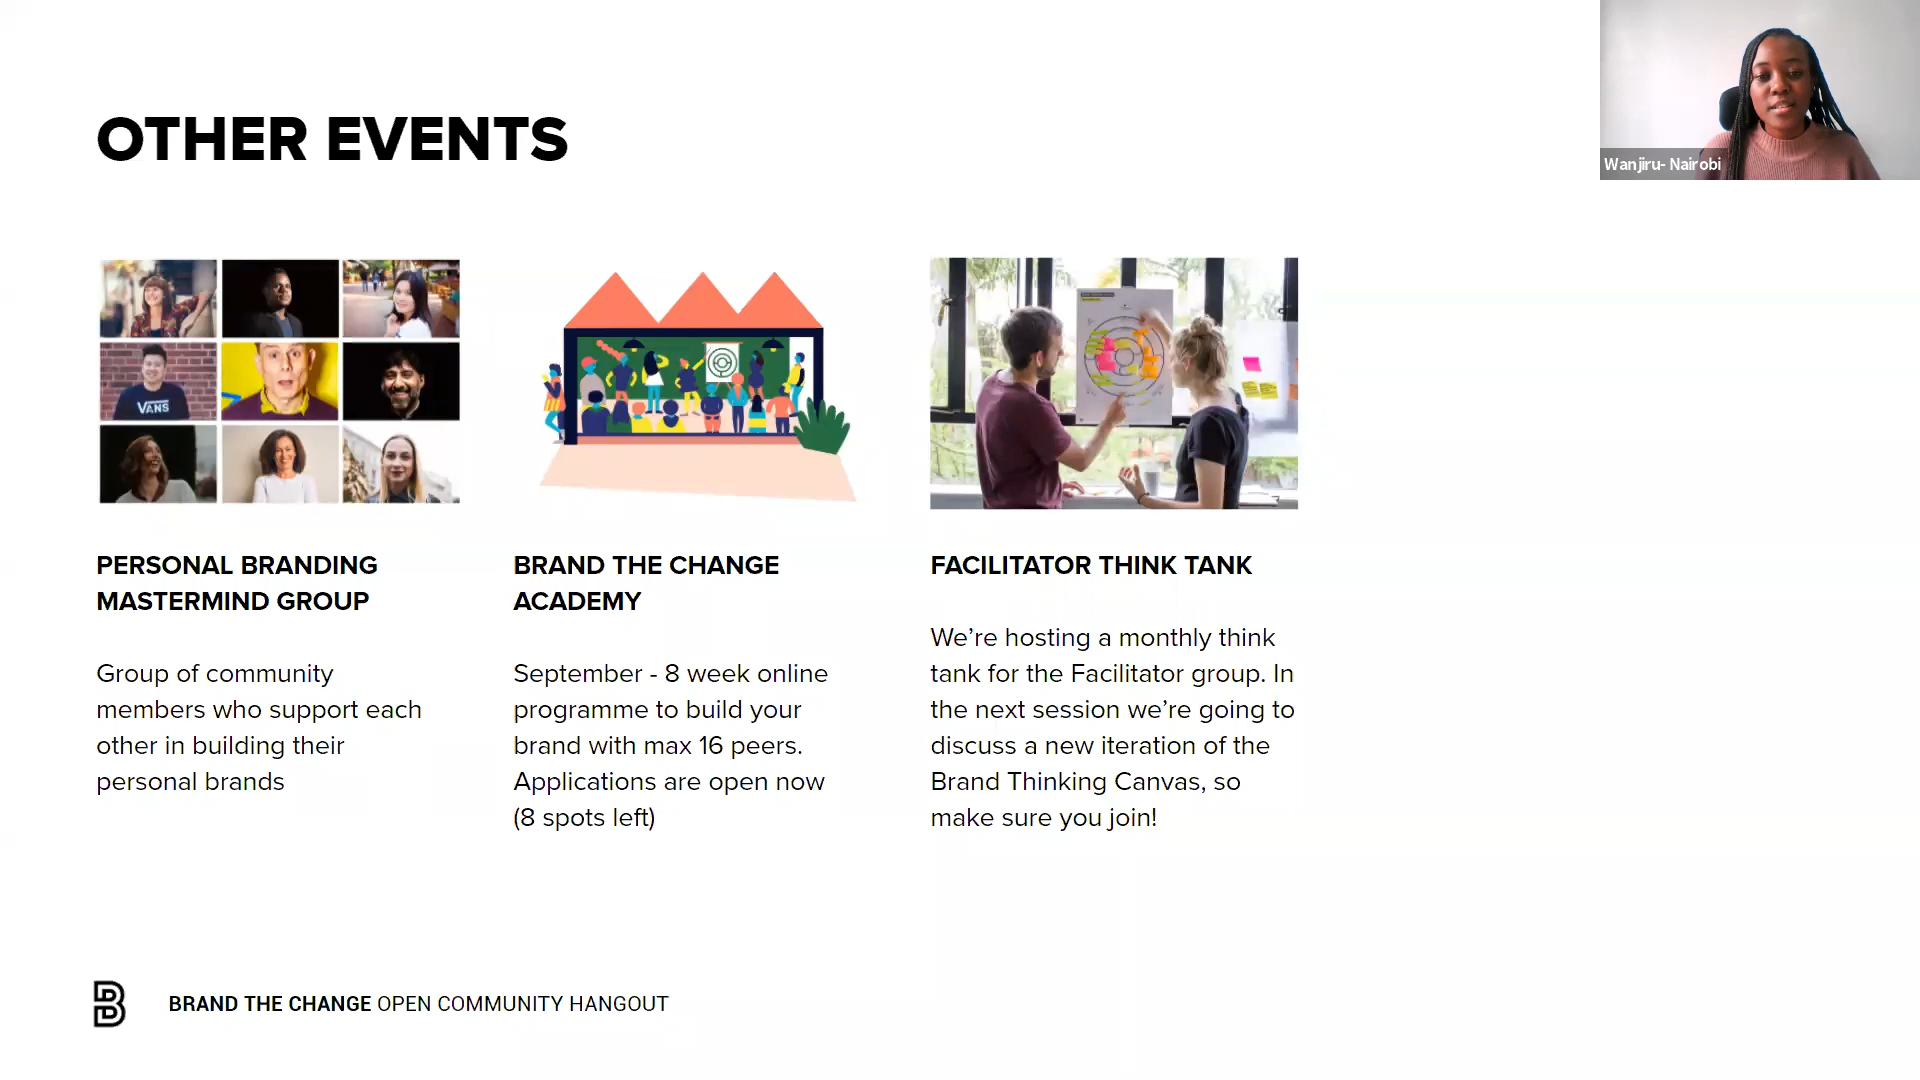 OTHER EVENTS
Wanjiru- Nairobi
VANS
PERSONAL BRANDING
MASTERMIND GROUP
Group of community
members who support each
other in building their
personal brands
BRAND THE CHANGE
ACADEMY
September - 8 week online
programme to build your
brand with max 16 peers.
Applications are open now
(8 spots left)
FACILITATOR THINK TANK
We’re hosting a monthly think
tank for the Facilitator group. In
the next session we’re going to
discuss a new iteration of the
Brand Thinking Canvas, so
make sure you join!
B
BRAND THE CHANGE OPEN COMMUNITY HANGOUT